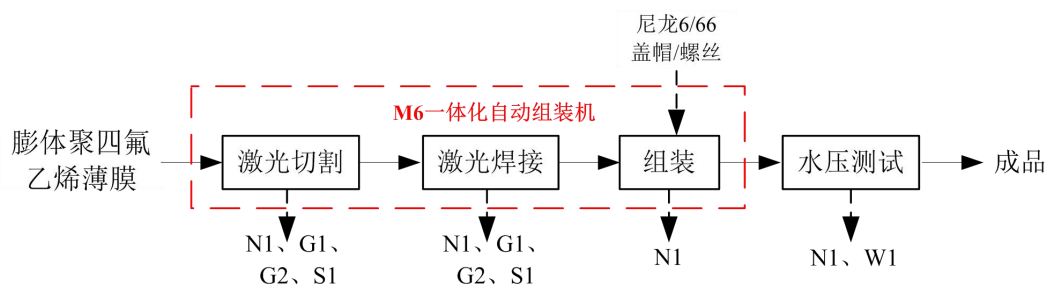 尼龙6/66
盖帽/螺丝
M6一体化自动组装机
膨体聚四氟
乙烯薄膜
激光切割
激光焊接
组装
水压测试
成品
N1、G1、
G2、S1
N1、G1、
G2、S1
N1
N1、W1